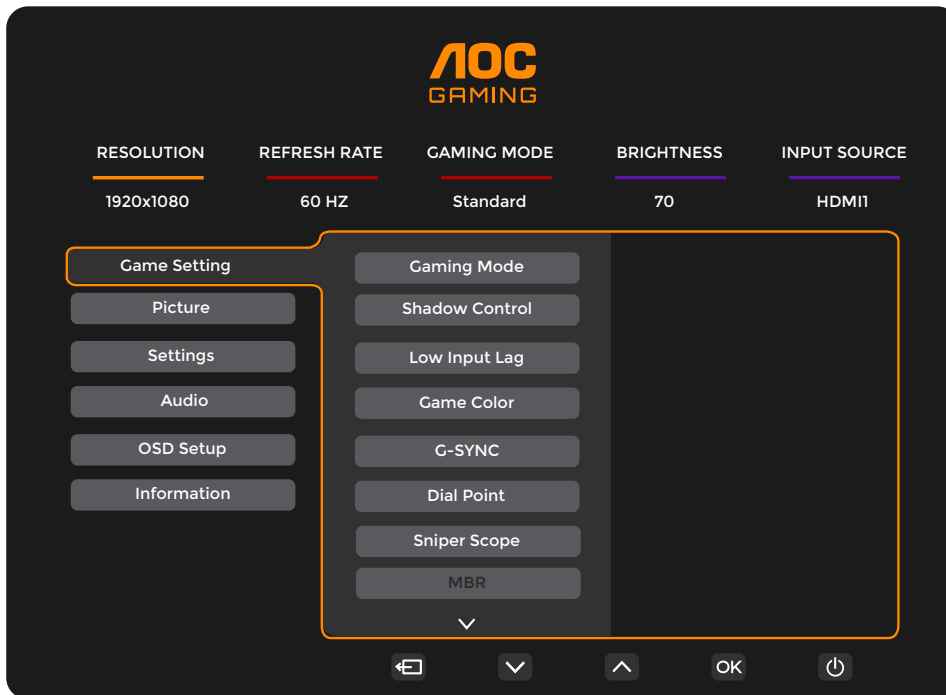 AOC
GAMING
RESOLUTION REFRESH RATE GAMING MODE BRIGHTNESS INPUT SOURCE
1920x1080 60 HZ Standard 70 HDMI1
Game Setting
Picture
Settings
Audio
OSD Setup
Information
Gaming Mode
Shadow Control
Low Input Lag
Game Color
G-SYNC
Dial Point
Sniper Scope
MBR
OK